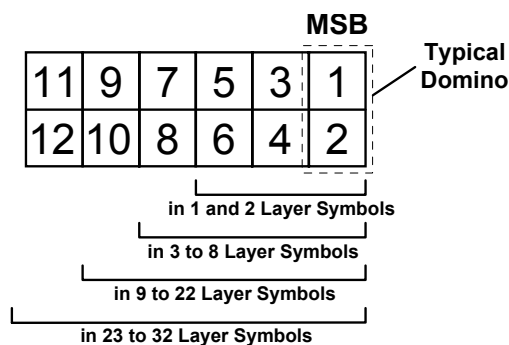 MSB
Typical
Domino
11 9 7 5 3 1
12 10 8 6 4 2
in 1 and 2 Layer Symbols
in 3 to 8 Layer Symbols
in 9 to 22 Layer Symbols
in 23 to 32 Layer Symbols